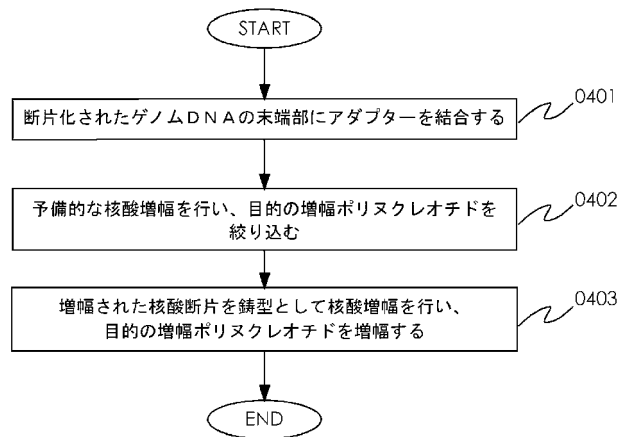 START
断片化されたゲノムDNAの末端部にアダプターを結合する
0401
予備的な核酸増幅を行い、目的の増幅ポリヌクレオチドを
絞り込む
0402
増幅された核酸断片を鋳型として核酸増幅を行い、
目的の増幅ポリヌクレオチドを増幅する
0403
END